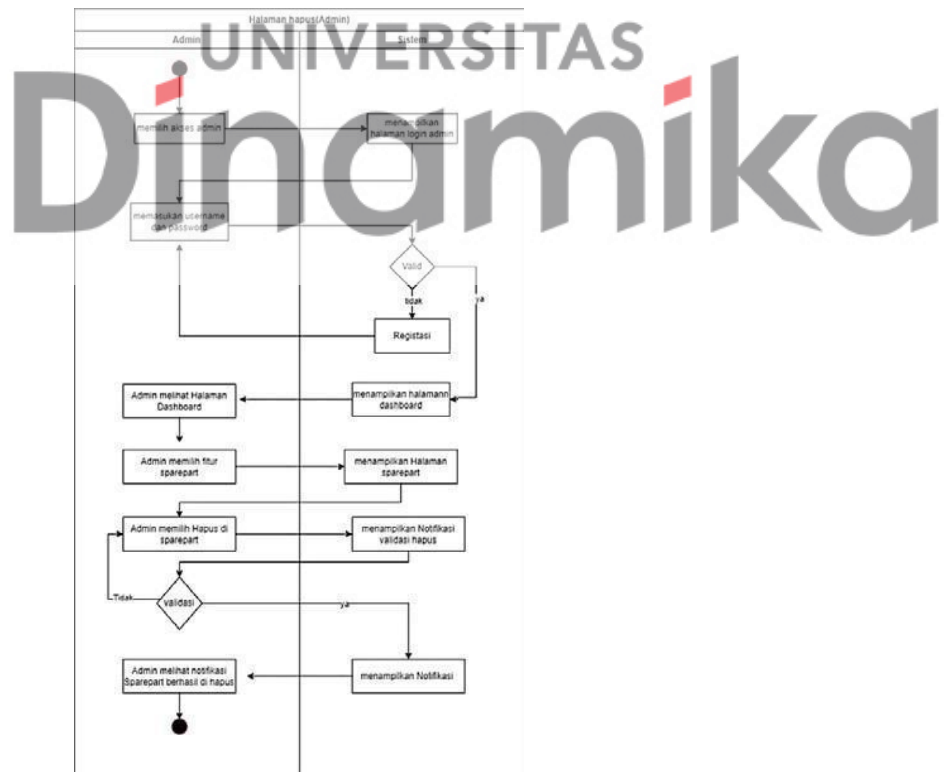 Halaman hapus(Admin)
UNIVERSITAS
Dinamika
Admin
Sistem
memilih akses admin
menampilkan
halaman login admin
memasukan username
dan password
Valid
tidak
ya
Registasi
Admin melihat Halaman
Dashboard
menampilkan halamann
dashboard
Admin memilih fitur
sparepart
menampilkan Halaman
sparepart
Admin memilih Hapus di
sparepart
menampilkan Notifikasi
validasi hapus
Tidak
validasi
ya
Admin melihat notifikasi
Sparepart berhasil di hapus
menampilkan Notifikasi